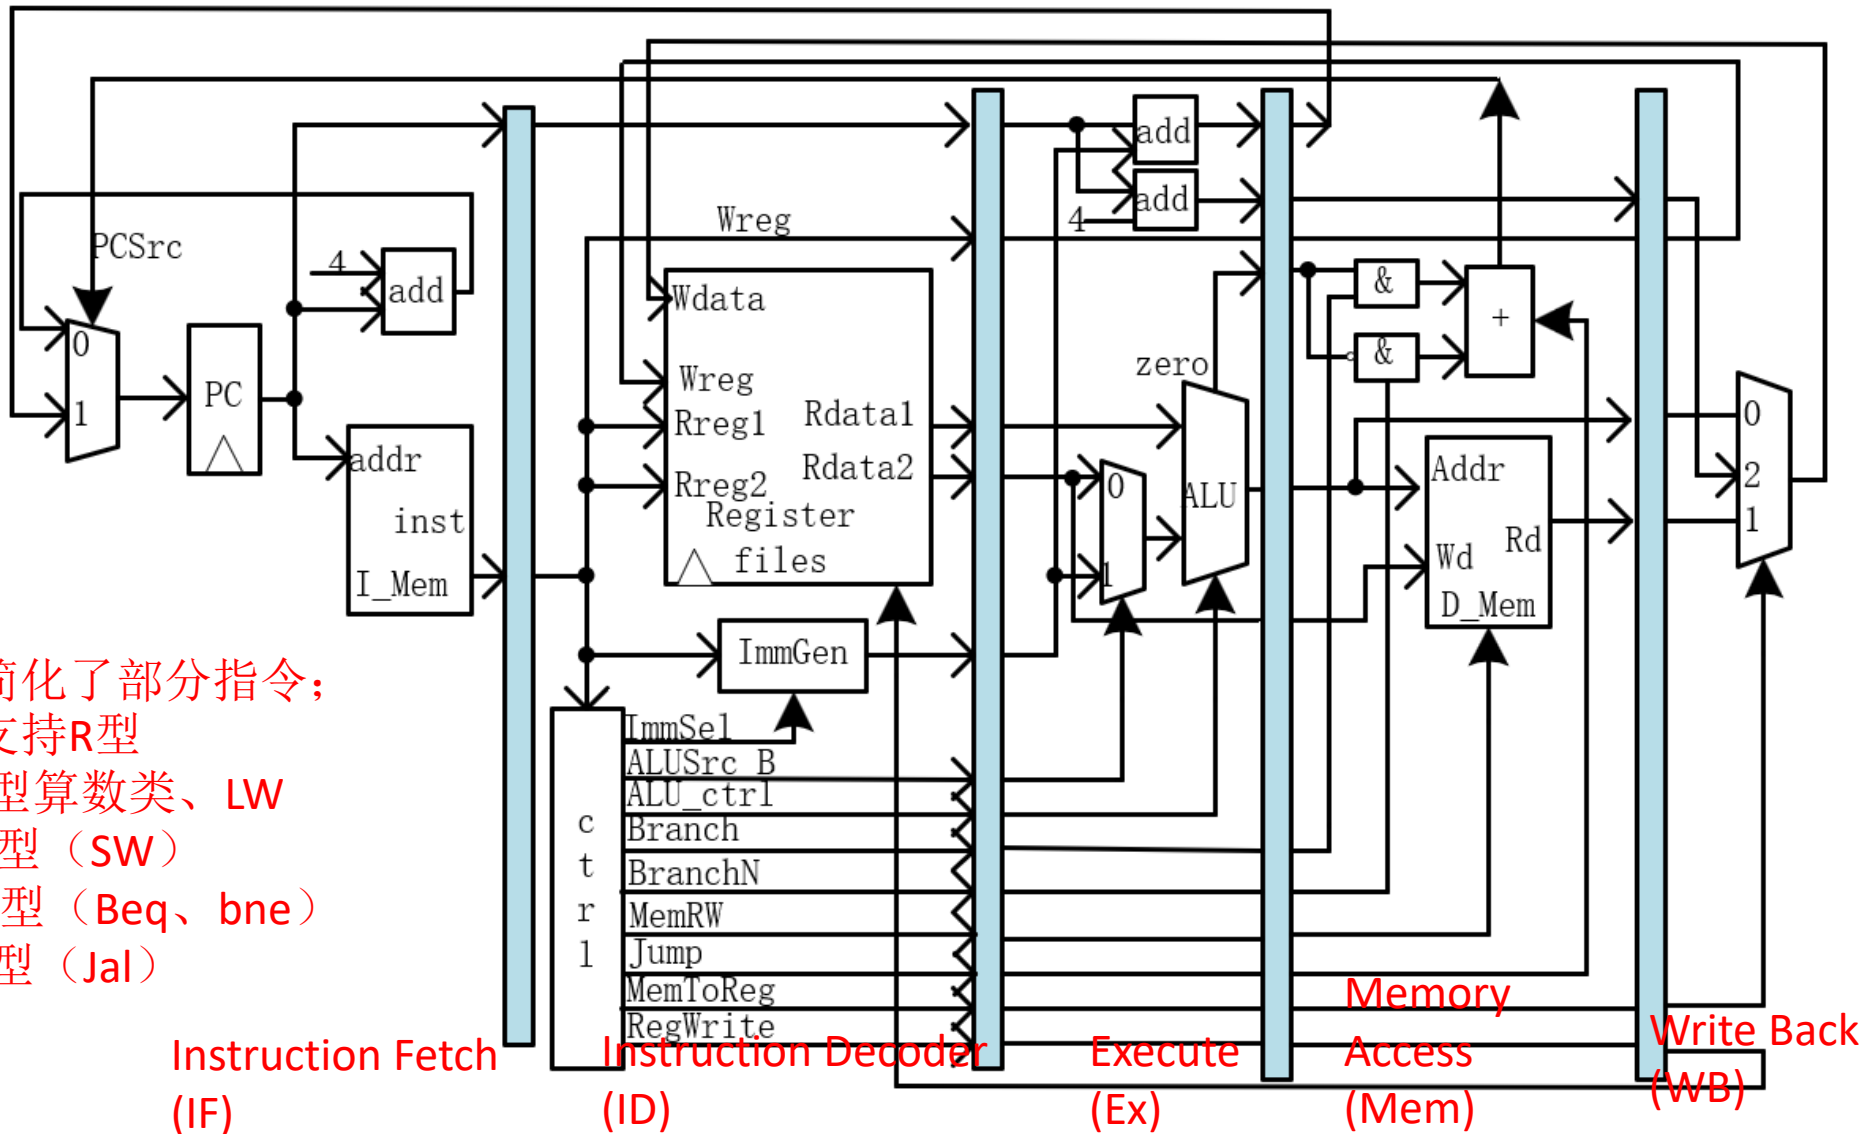 PCSrc
0
1
PC
4
add
addr
inst
I_Mem
Wreg
Wdata
Wreg
Rreg1
Rreg2
Rdata1
Rdata2
Register
files
ImmGen
ctrl
ImmSel
ALUSrc_B
ALU_ctrl
Branch
BranchN
MemRW
Jump
MemToReg
RegWrite
add
add
4
zero
0
1
ALU
&
&
+
Addr
Wd
Rd
D_Mem
0
2
1
简化了部分指令；
支持R型
型算数类、LW
型（SW）
型（Beq、bne）
型（Jal）
Instruction Fetch
(IF)
Instruction Decoder
(ID)
Execute
(Ex)
Memory
Access
(Mem)
Write Back
(WB)